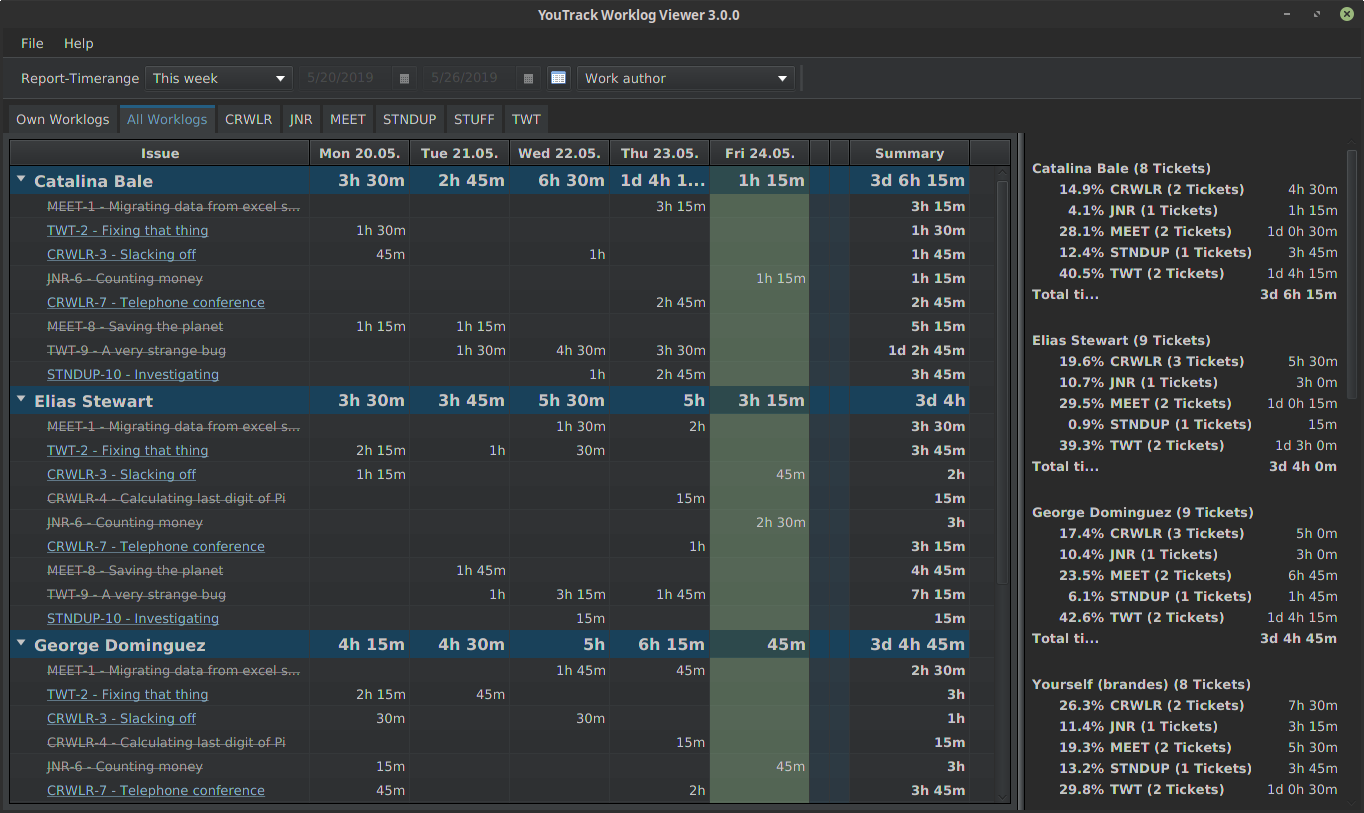 YouTrack Worklog Viewer 3.0.0
File Help
Report-Timerange This week 5/20/2019 5/26/2019 Work author
Own Worklogs All Worklogs CRWLR JNR MEET STNDUP STUFF TWT
Issue Mon 20.05. Tue 21.05. Wed 22.05. Thu 23.05. Fri 24.05. Summary
Catalina Bale 3h 30m 2h 45m 6h 30m 1d 4h 1... 1h 15m 3d 6h 15m
MEET-1 - Migrating data from excel s... 3h 15m 3h 15m
TWT-2 - Fixing that thing 1h 30m 1h 30m
CRWLR-3 - Slacking off 45m 1h 1h 45m
JNR-6 - Counting money 1h 15m 1h 15m
CRWLR-7 - Telephone conference 2h 45m 2h 45m
MEET-8 - Saving the planet 1h 15m 1h 15m 5h 15m
TWT-9 - A very strange bug 1h 30m 4h 30m 3h 30m 1d 2h 45m
STNDUP-10 - Investigating 1h 2h 45m 3h 45m
Elias Stewart 3h 30m 3h 45m 5h 30m 5h 3h 15m 3d 4h
MEET-1 - Migrating data from excel s... 1h 30m 2h 3h 30m
TWT-2 - Fixing that thing 2h 15m 1h 30m 3h 45m
CRWLR-3 - Slacking off 1h 15m 45m 2h
CRWLR-4 - Calculating last digit of Pi 15m 15m
JNR-6 - Counting money 2h 30m 3h
CRWLR-7 - Telephone conference 1h 3h 15m
MEET-8 - Saving the planet 1h 45m 4h 45m
TWT-9 - A very strange bug 1h 3h 15m 1h 45m 7h 15m
STNDUP-10 - Investigating 15m 15m
George Dominguez 4h 15m 4h 30m 5h 6h 15m 45m 3d 4h 45m
MEET-1 - Migrating data from excel s... 1h 45m 45m 2h 30m
TWT-2 - Fixing that thing 2h 15m 45m 3h
CRWLR-3 - Slacking off 30m 30m 1h
CRWLR-4 - Calculating last digit of Pi 15m 15m
JNR-6 - Counting money 15m 45m 3h
CRWLR-7 - Telephone conference 45m 2h 3h 45m
Catalina Bale (8 Tickets)
14.9% CRWLR (2 Tickets) 4h 30m
4.1% JNR (1 Tickets) 1h 15m
28.1% MEET (2 Tickets) 1d 0h 30m
12.4% STNDUP (1 Tickets) 3h 45m
40.5% TWT (2 Tickets) 1d 4h 15m
Total ti... 3d 6h 15m
Elias Stewart (9 Tickets)
19.6% CRWLR (3 Tickets) 5h 30m
10.7% JNR (1 Tickets) 3h 0m
29.5% MEET (2 Tickets) 1d 0h 15m
0.9% STNDUP (1 Tickets) 15m
39.3% TWT (2 Tickets) 1d 3h 0m
Total ti... 3d 4h 0m
George Dominguez (9 Tickets)
17.4% CRWLR (3 Tickets) 5h 0m
10.4% JNR (1 Tickets) 3h 0m
23.5% MEET (2 Tickets) 6h 45m
6.1% STNDUP (1 Tickets) 1h 45m
42.6% TWT (2 Tickets) 1d 4h 15m
Total ti... 3d 4h 45m
Yourself (brandes) (8 Tickets)
26.3% CRWLR (2 Tickets) 7h 30m
11.4% JNR (1 Tickets) 3h 15m
19.3% MEET (2 Tickets) 5h 30m
13.2% STNDUP (1 Tickets) 3h 45m
29.8% TWT (2 Tickets) 1d 0h 30m